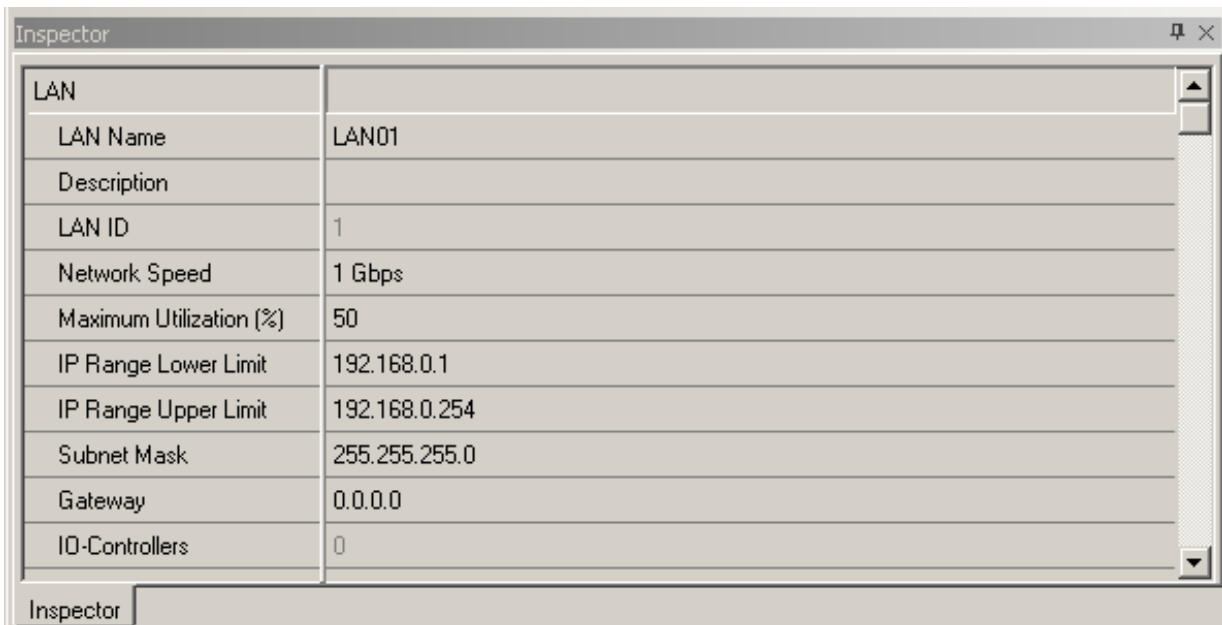 Inspector
LAN
LAN Name LAN01
Description
LAN ID 1
Network Speed 1 Gbps
Maximum Utilization (%) 50
IP Range Lower Limit 192.168.0.1
IP Range Upper Limit 192.168.0.254
Subnet Mask 255.255.255.0
Gateway 0.0.0.0
IO-Controllers 0
Inspector